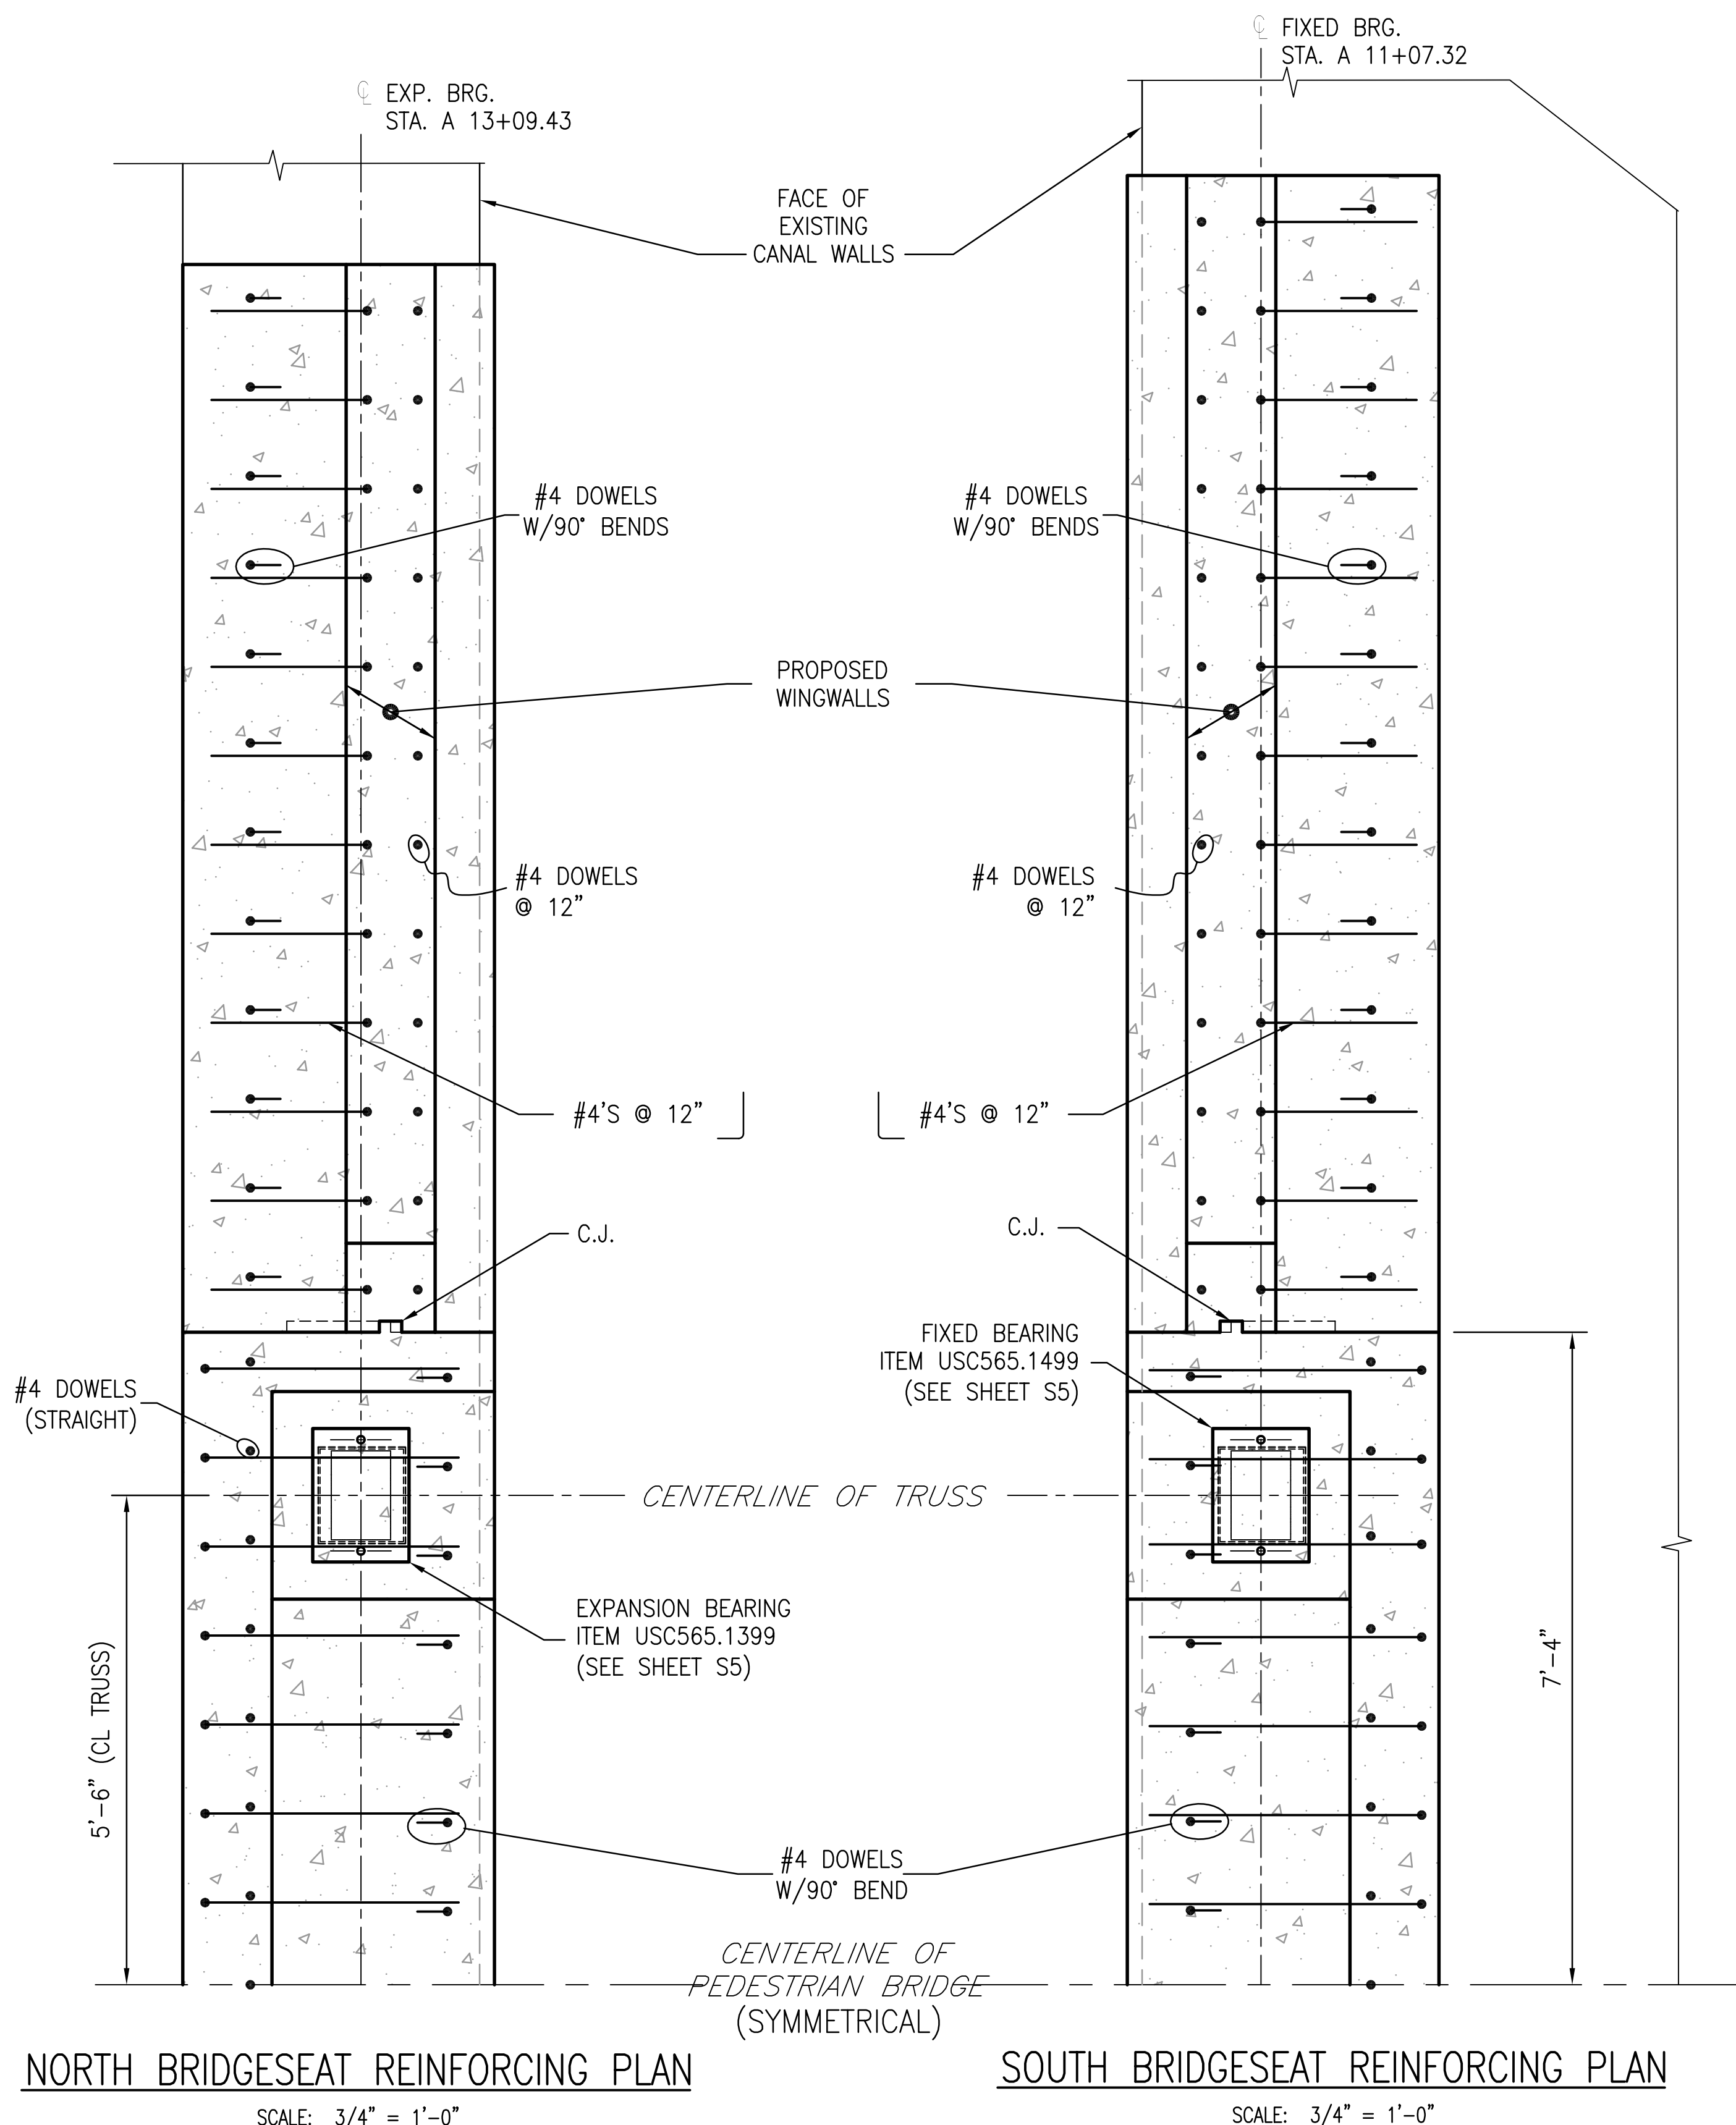 ℄ FIXED BRG.
STA. A 11+07.32
℄ EXP. BRG.
STA. A 13+09.43
FACE OF
EXISTING
CANAL WALLS
#4 DOWELS
W/90° BENDS
#4 DOWELS
W/90° BENDS
PROPOSED
WINGWALLS
#4 DOWELS
@ 12"
#4 DOWELS
@ 12"
#4'S @ 12"
#4'S @ 12"
C.J.
C.J.
FIXED BEARING
ITEM USC565.1499
(SEE SHEET S5)
#4 DOWELS
(STRAIGHT)
CENTERLINE OF TRUSS
EXPANSION BEARING
ITEM USC565.1399
(SEE SHEET S5)
5'-6" (CL TRUSS)
7'-4"
#4 DOWELS
W/90° BEND
CENTERLINE OF
PEDESTRIAN BRIDGE
(SYMMETRICAL)
NORTH BRIDGESEAT REINFORCING PLAN
SCALE: 3/4" = 1'-0"
SOUTH BRIDGESEAT REINFORCING PLAN
SCALE: 3/4" = 1'-0"